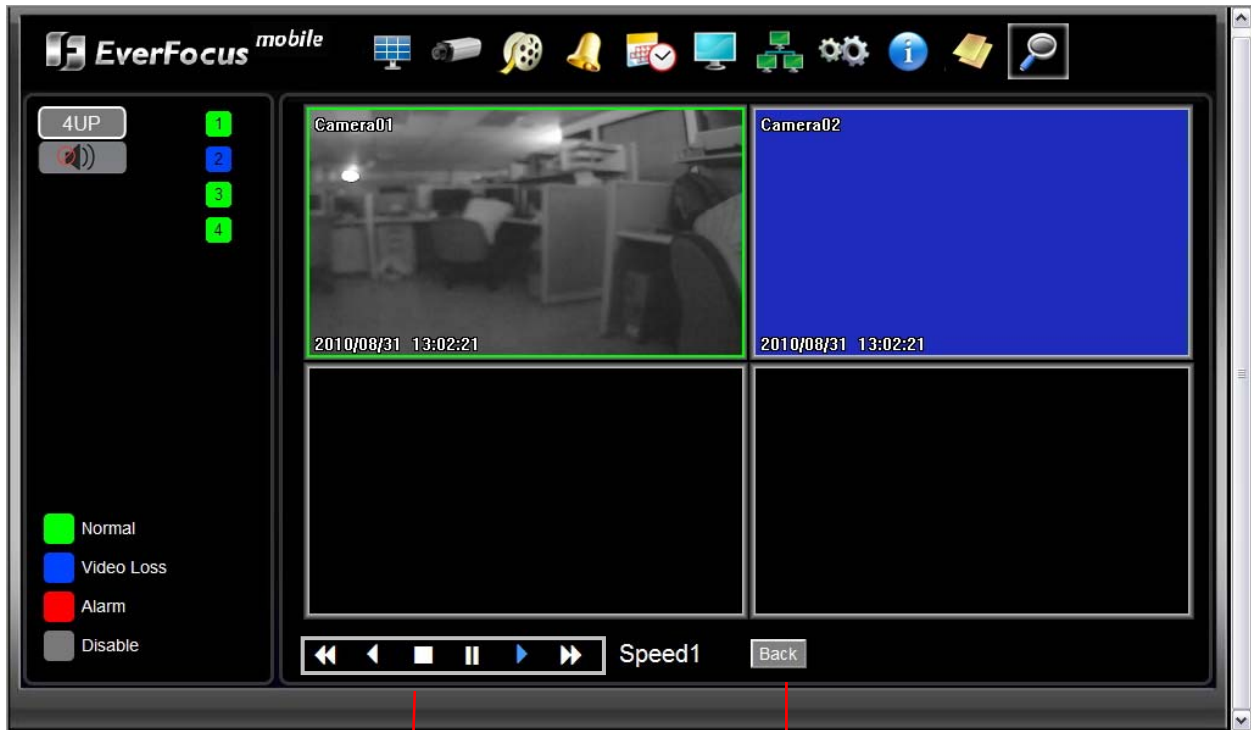 EverFocus mobile
4UP
1
2
3
4
Normal
Video Loss
Alarm
Disable
Camera01
2010/08/31 13:02:21
Camera02
2010/08/31 13:02:21
Speed1
Back